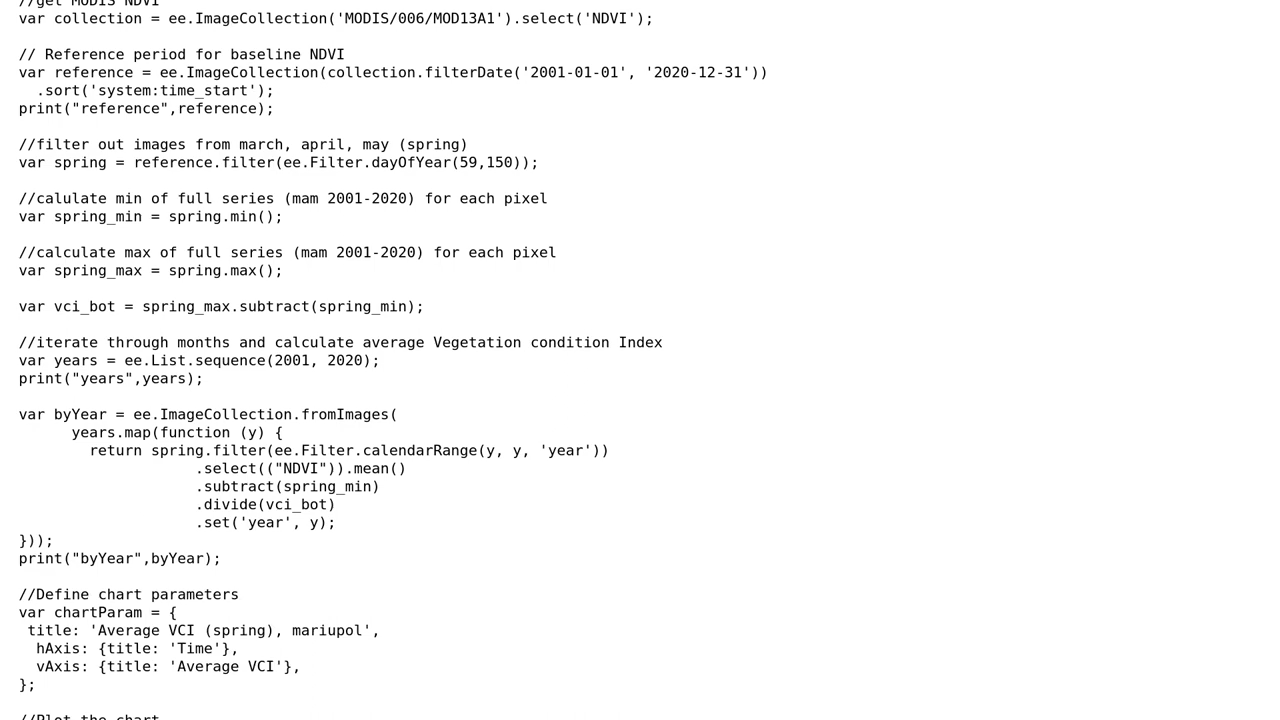 //get MODIS NDVI
var collection = ee.ImageCollection('MODIS/006/MOD13A1').select('NDVI');
// Reference period for baseline NDVI
var reference = ee.ImageCollection(collection.filterDate('2001-01-01', '2020-12-31'))
.sort('system:time_start');
print("reference",reference);
//filter out images from march, april, may (spring)
var spring = reference.filter(ee.Filter.dayOfYear(59,150));
//calulate min of full series (mam 2001-2020) for each pixel
var spring_min = spring.min();
//calculate max of full series (mam 2001-2020) for each pixel
var spring_max = spring.max();
var vci_bot = spring_max.subtract(spring_min);
//iterate through months and calculate average Vegetation condition Index
var years = ee.List.sequence(2001, 2020);
print("years",years);
var byYear = ee.ImageCollection.fromImages(
years.map(function (y) {
return spring.filter(ee.Filter.calendarRange(y, y, 'year'))
.select(("NDVI")).mean()
.subtract(spring_min)
.divide(vci_bot)
.set('year', y);
}));
print("byYear",byYear);
//Define chart parameters
var chartParam = {
title: 'Average VCI (spring), mariupol',
hAxis: {title: 'Time'},
vAxis: {title: 'Average VCI'},
};
//Plot the chart